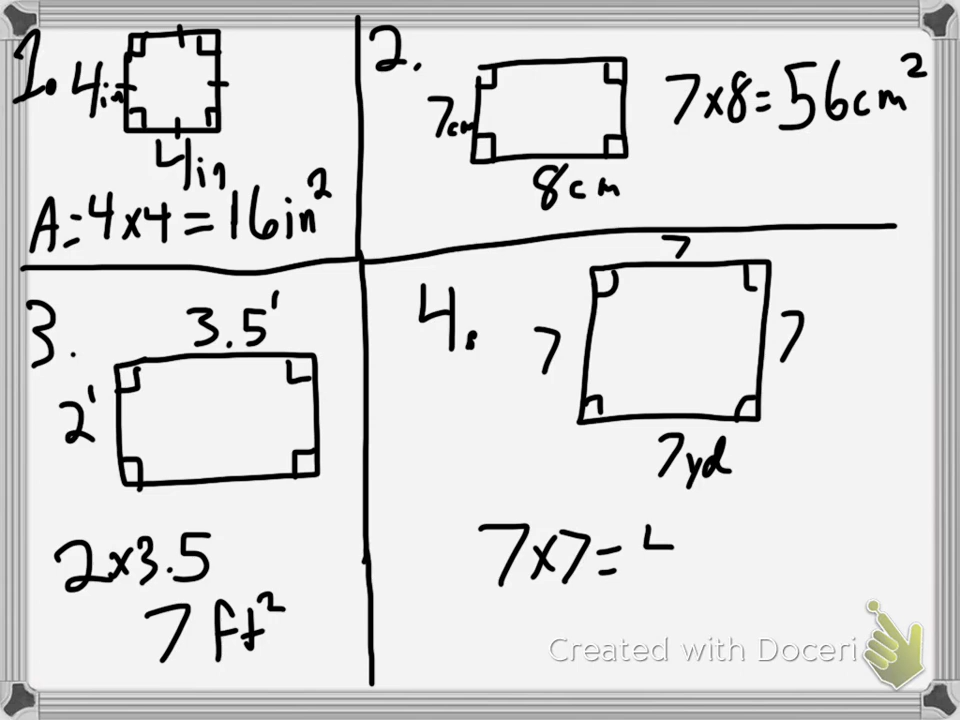 1.
4in
4in
A = 4x4 = 16in²
2.
7cm
8cm
7x8 = 56cm²
3.
3.5'
2'
2x3.5
7 ft²
4.
7
7
7
7yd
7x7 =
Created with Doceri